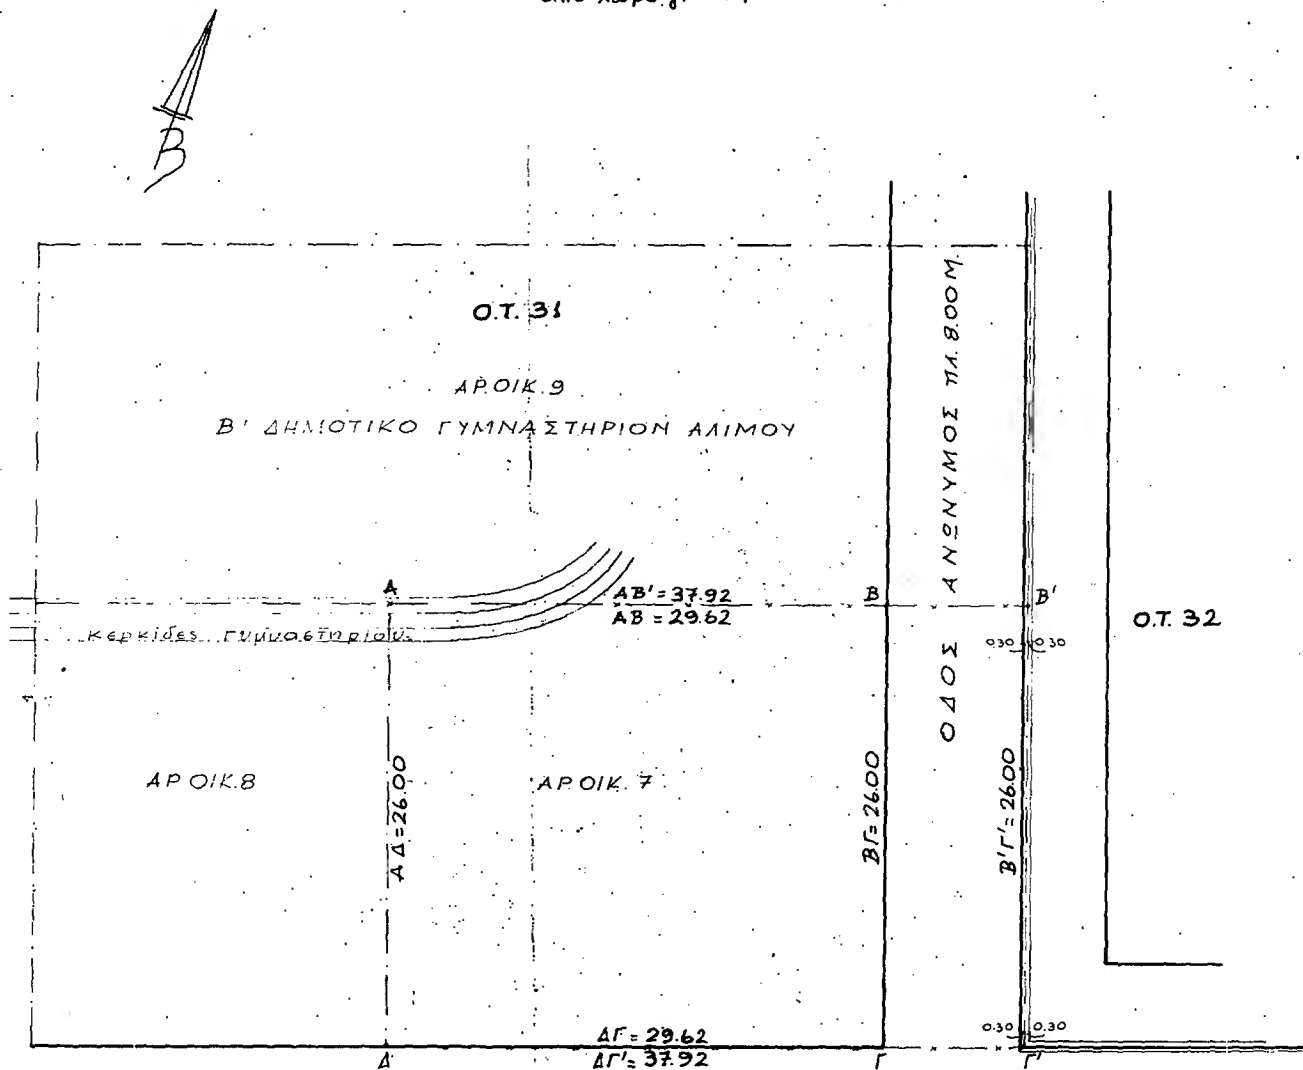 Β
Ο.Τ. 31
ΑΡ.ΟΙΚ.9
Β' ΔΗΜΟΤΙΚΟ ΓΥΜΝΑΣΤΗΡΙΟΝ ΑΛΙΜΟΥ
ΟΔΟΣ ΑΝΩΝΥΜΟΣ ΠΛ. 8.00Μ.
Α
ΑΒ'=37.92
ΑΒ=29.62
Β
Β'
Ο.Τ. 32
κερκίδες γυμναστηρίου.
0.30 0.30
ΑΡ ΟΙΚ.8
ΑΔ=26.00
ΑΡ.ΟΙΚ. 7
ΒΓ=26.00
Β'Γ'=26.00
0.30 0.30
ΔΓ=29.62
ΔΓ'=37.92
Δ
Γ
Γ'